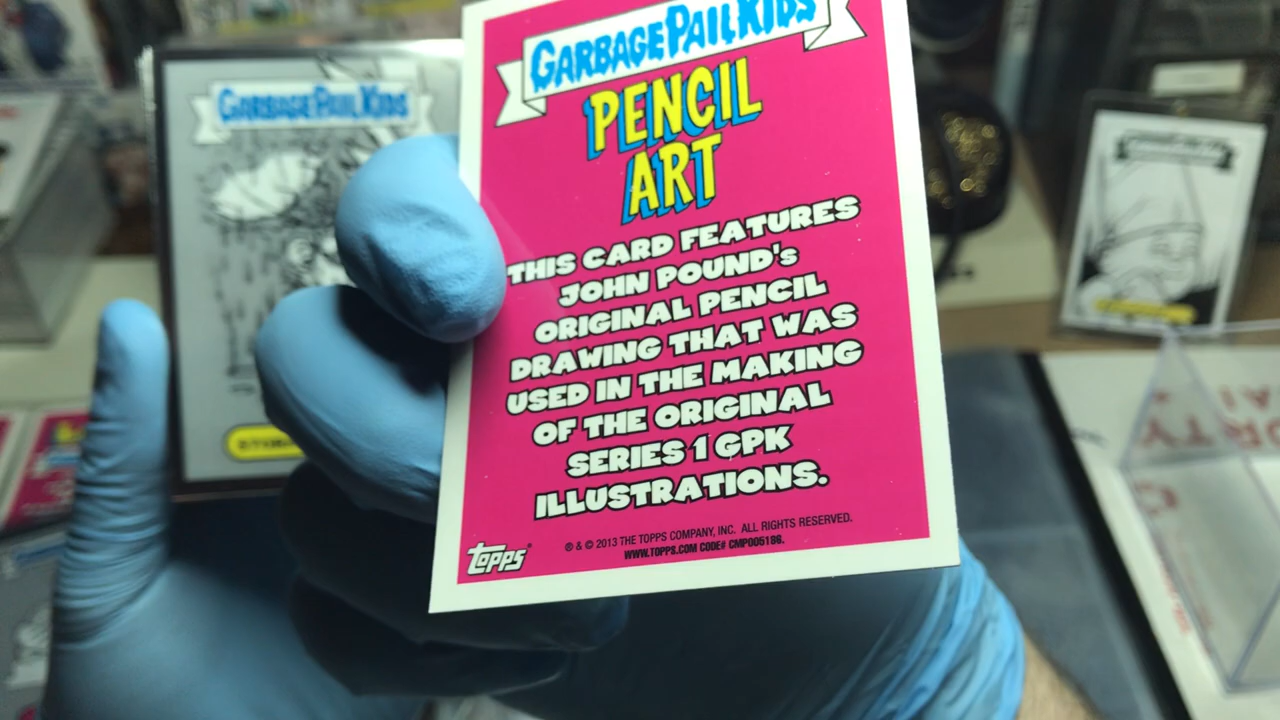 GARBAGE PAIL KIDS
PENCIL
ART
THIS CARD FEATURES
JOHN POUND's
ORIGINAL PENCIL
DRAWING THAT WAS
USED IN THE MAKING
OF THE ORIGINAL
SERIES 1 GPK
ILLUSTRATIONS.
topps®
® & © 2013 THE TOPPS COMPANY, INC. ALL RIGHTS RESERVED.
WWW.TOPPS.COM CODE# CMP005186.
GARBAGE PAIL KIDS